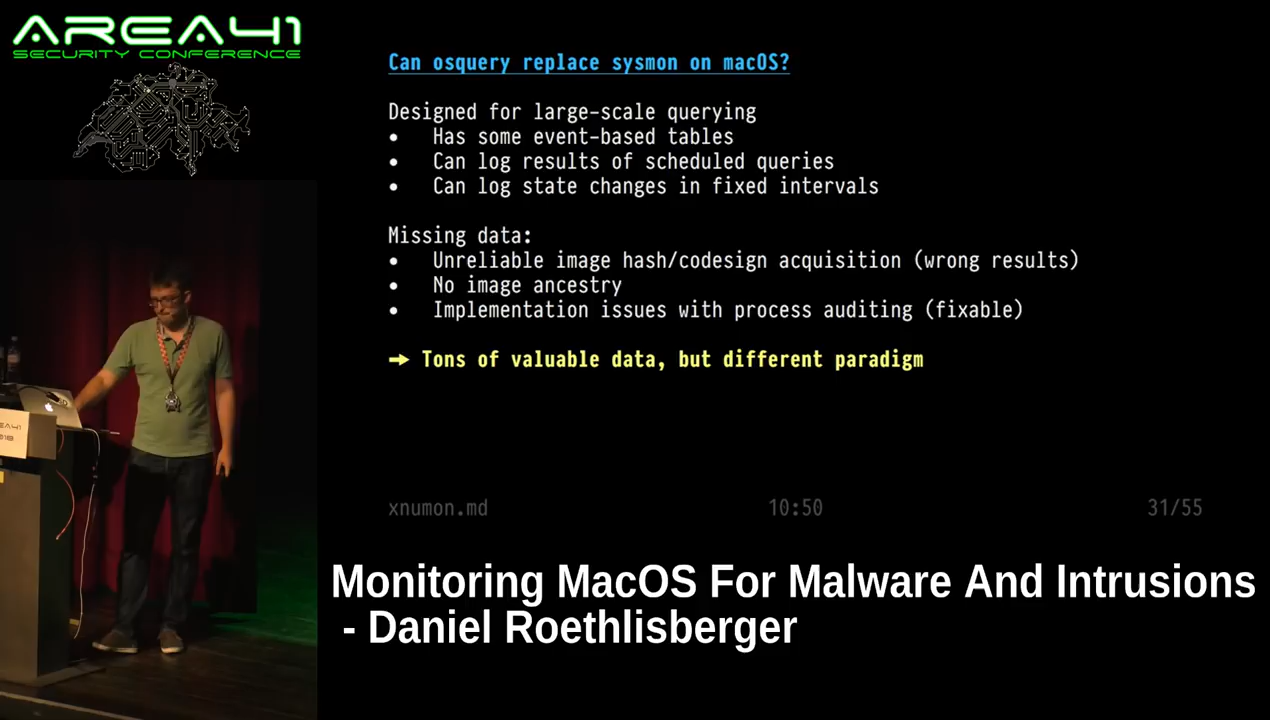 AREA41
SECURITY CONFERENCE
Can osquery replace sysmon on macOS?
Designed for large-scale querying
• Has some event-based tables
• Can log results of scheduled queries
• Can log state changes in fixed intervals
Missing data:
• Unreliable image hash/codesign acquisition (wrong results)
• No image ancestry
• Implementation issues with process auditing (fixable)
➔ Tons of valuable data, but different paradigm
xnumon.md 10:50 31/55
Monitoring MacOS For Malware And Intrusions
- Daniel Roethlisberger